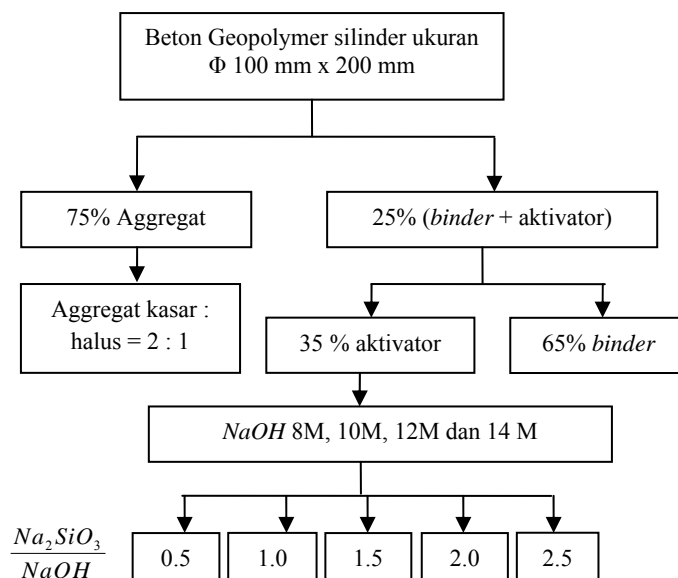 Beton Geopolymer silinder ukuran
Φ 100 mm x 200 mm
75% Aggregat
25% (binder + aktivator)
Aggregat kasar :
halus = 2 : 1
35 % aktivator
65% binder
NaOH 8M, 10M, 12M dan 14 M
Na₂SiO₃
NaOH
0.5
1.0
1.5
2.0
2.5